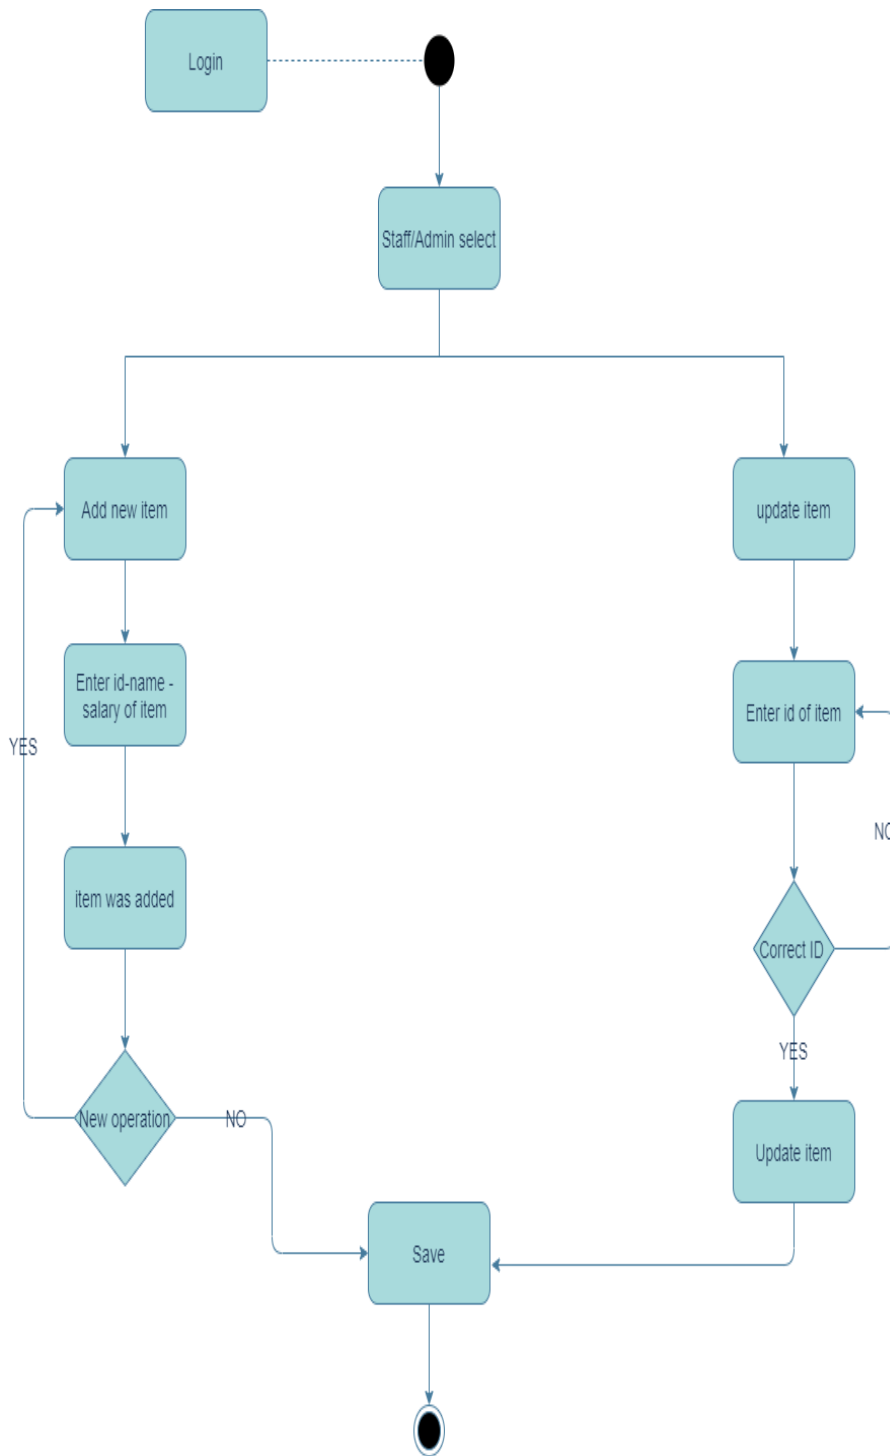 Login
Staff/Admin select
Add new item
update item
Enter id-name -
salary of item
Enter id of item
YES
NO
item was added
Correct ID
YES
New operation
NO
Update item
Save